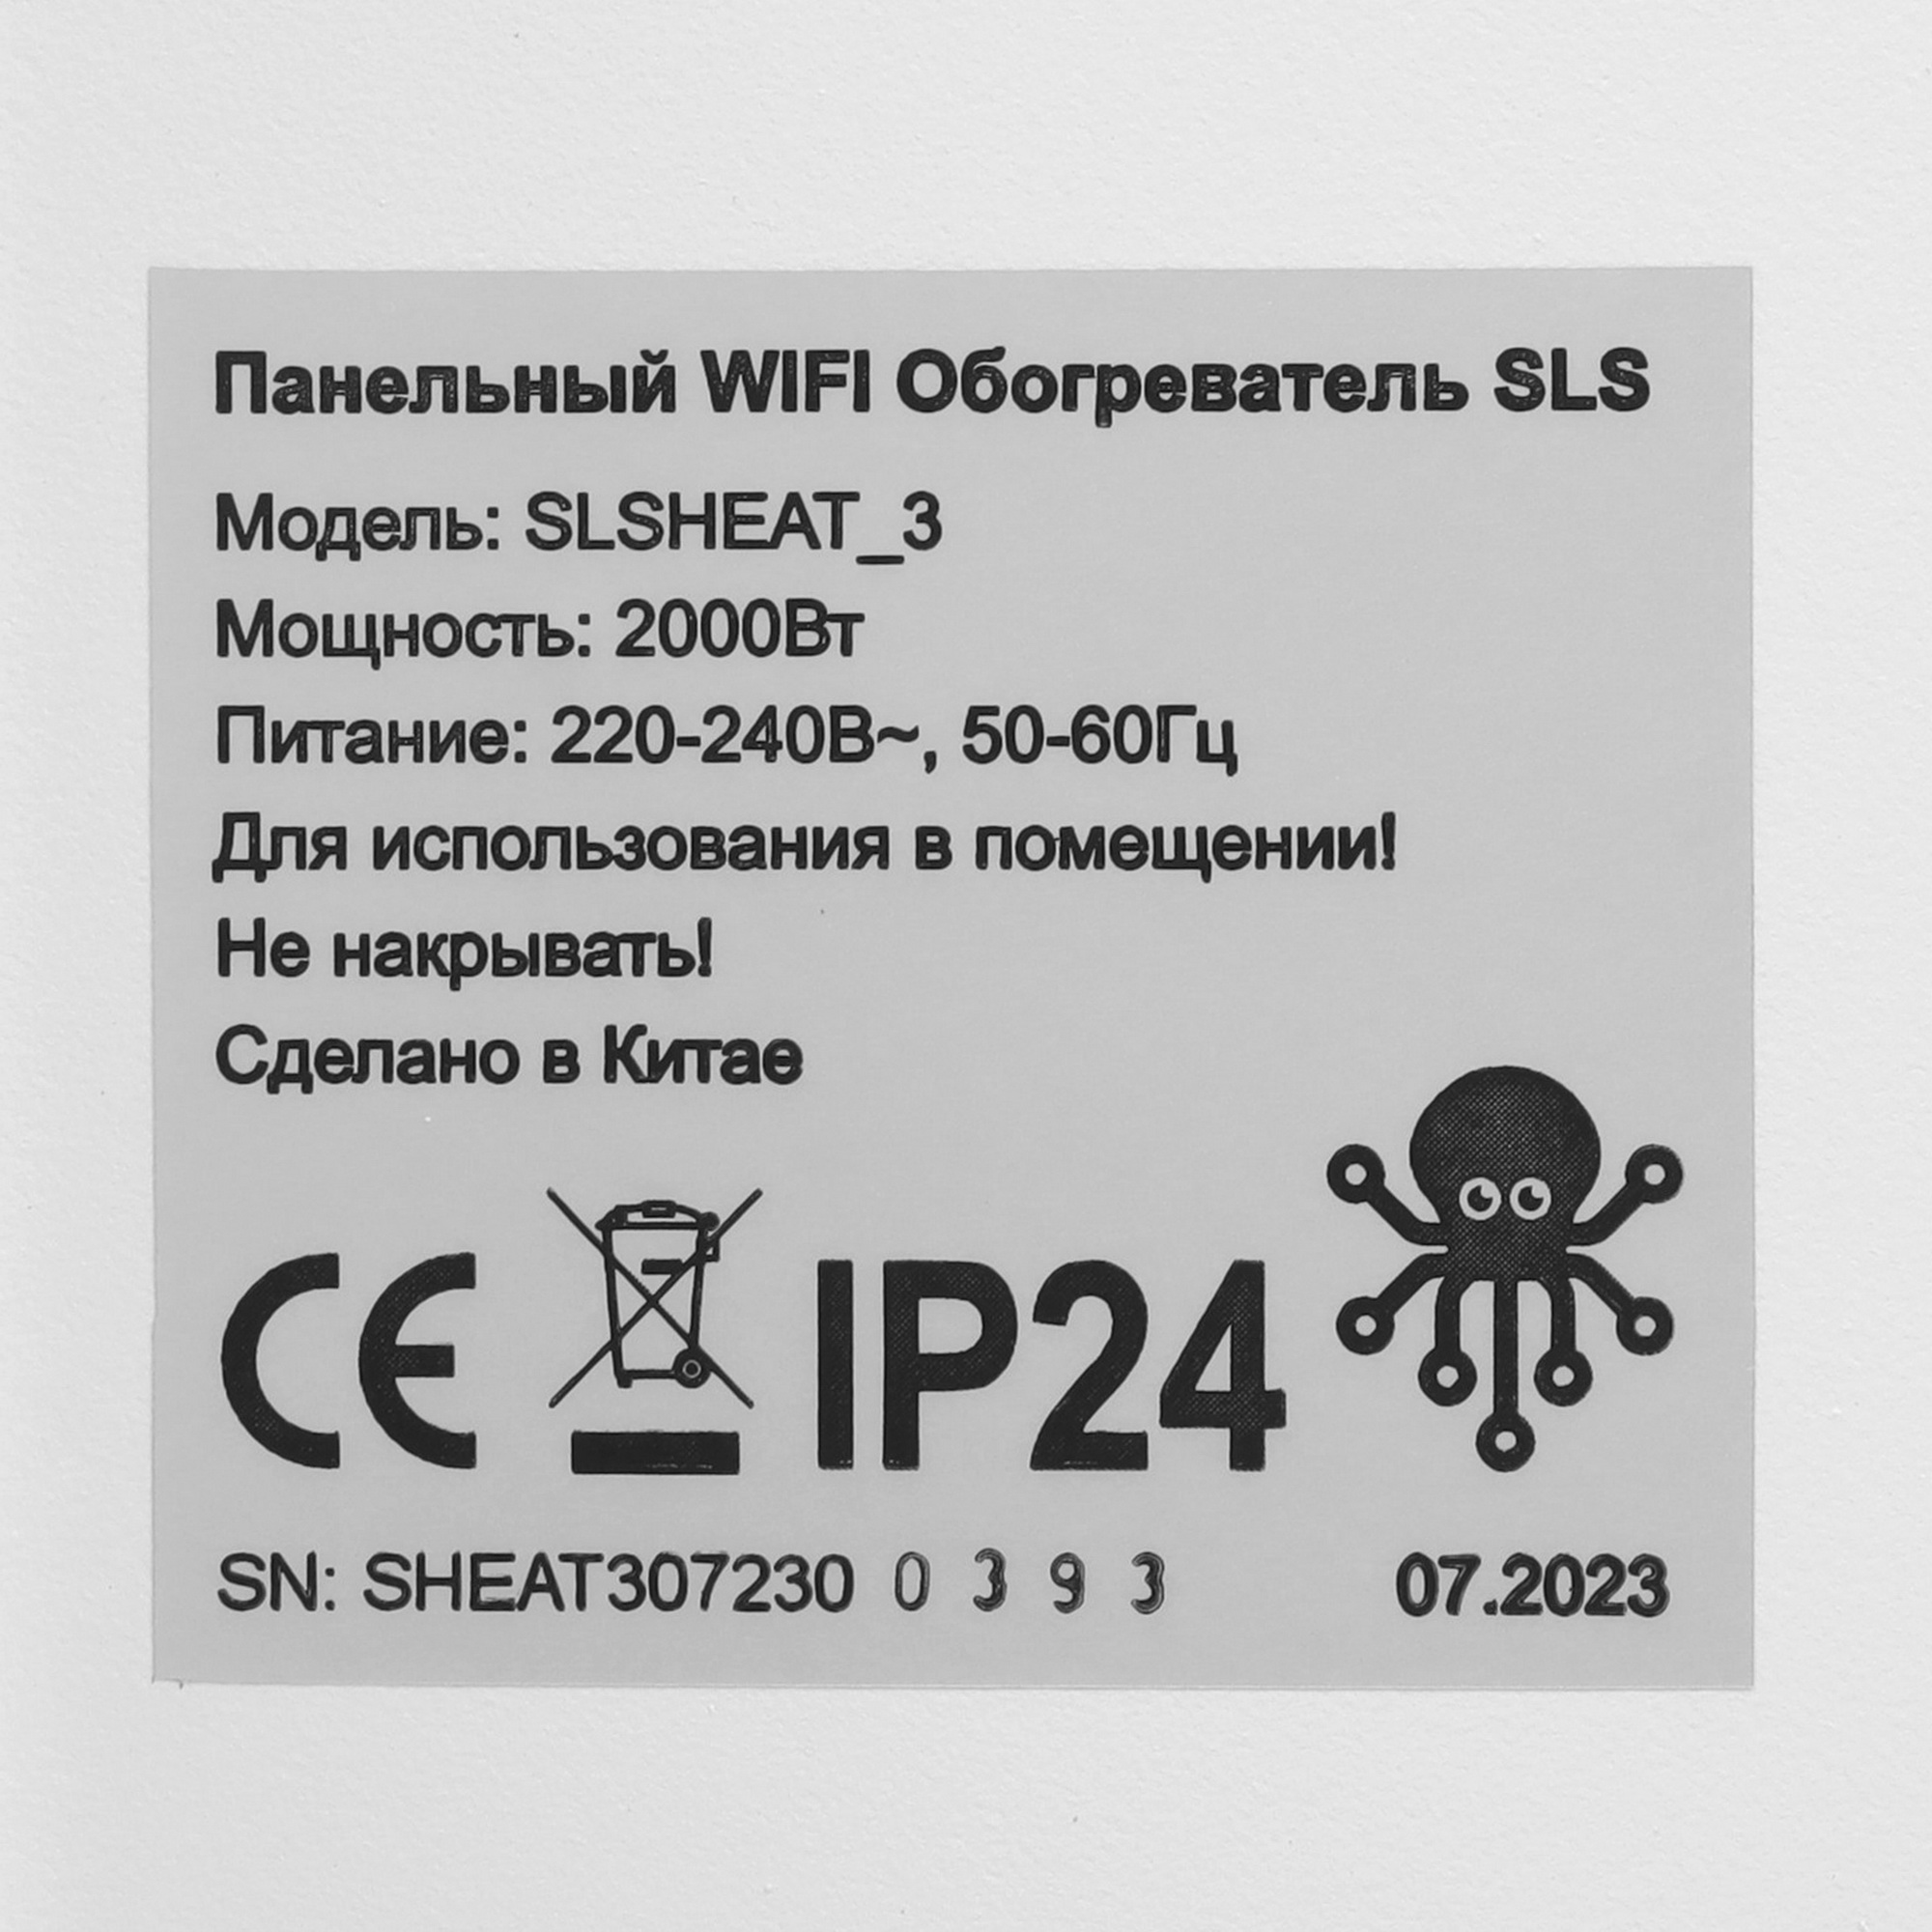 Панельный WIFI Обогреватель SLS
Модель: SLSHEAT_3
Мощность: 2000Вт
Питание: 220-240В~, 50-60Гц
Для использования в помещении!
Не накрывать!
Сделано в Китае
CE IP24
SN: SHEAT307230 0 3 9 3 07.2023